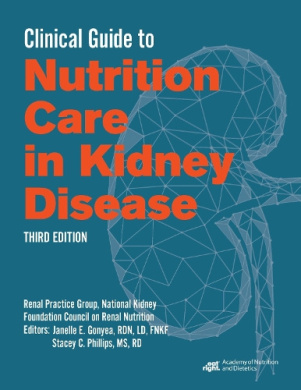 Clinical Guide to
Nutrition
Care
in Kidney
Disease
THIRD EDITION
Renal Practice Group, National Kidney
Foundation Council on Renal Nutrition
Editors: Janelle E. Gonyea, RDN, LD, FNKF
Stacey C. Phillips, MS, RD
eat
right. Academy of Nutrition
and Dietetics